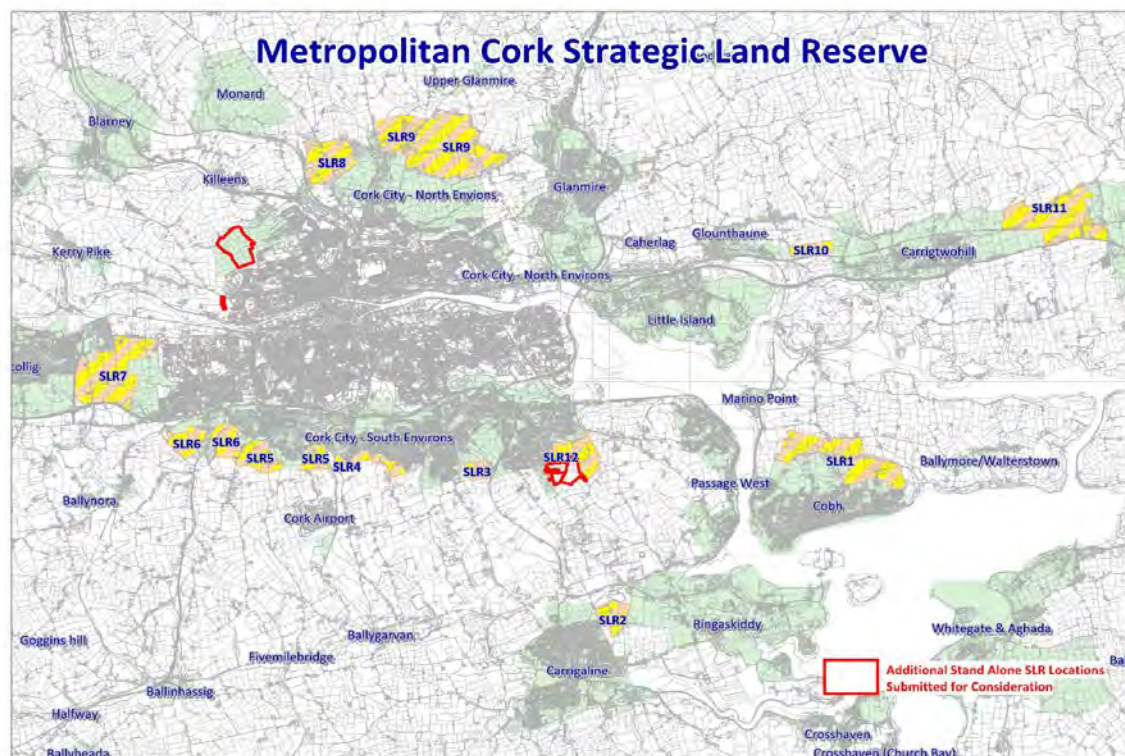 Metropolitan Cork Strategic Land Reserve
Upper Glanmire
Monard
Blarney
SLR9
SLR9
SLR8
Killeens
Cork City - North Envions
Glanmire
SLR11
Kerry Pike
Caherlag
Glounthaune
SLR10
Carrigtwohill
Cork City - North Environs
Little Island
ollig
SLR7
Marino Point
SLR6
SLR6
SLR5
Cork City - South Environs
SLR5
SLR4
SLR3
SLR12
SLR1
Ballymore/Walterstown
Ballynora
Passage West
Cobh
Cork Airport
SLR2
Ringaskiddy
Whitegate & Aghada
Goggins hill
Ballygarvan
Fivemilebridge
Carrigaline
Ballinhassig
Additional Stand Alone SLR Locations
Submitted for Consideration
Ba
Halfway
Crosshaven
Ballyheada
Crosshaven (Church Bay)